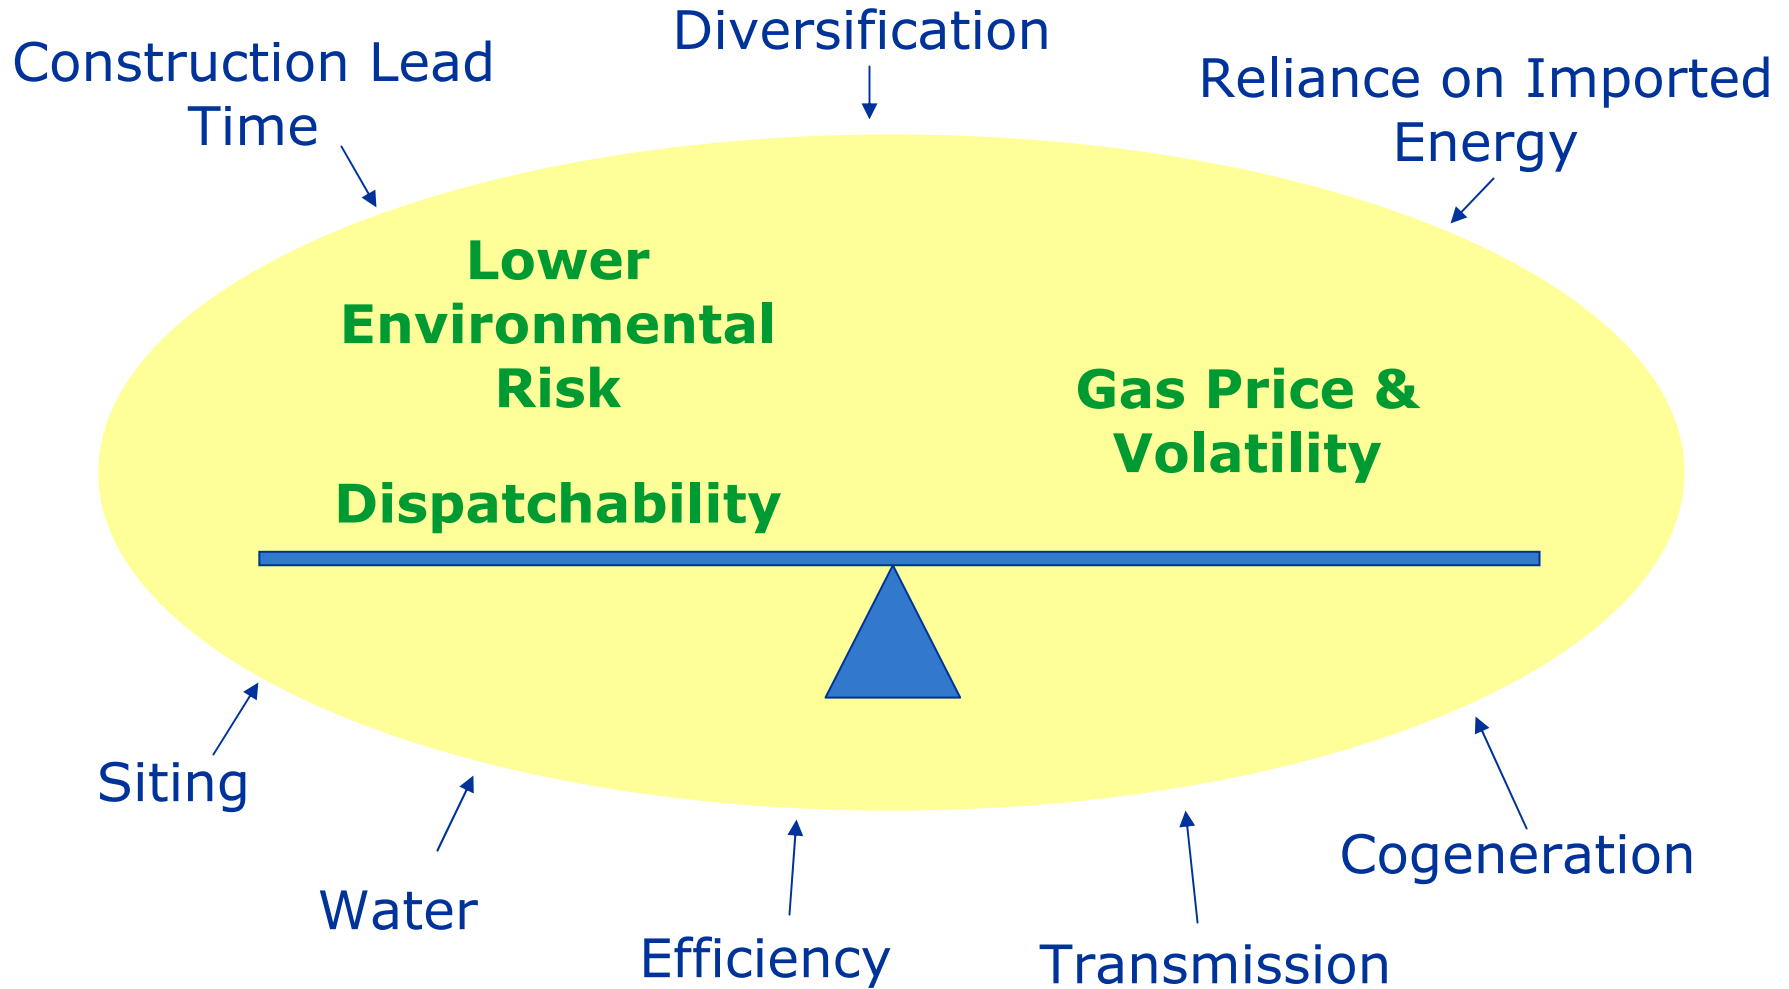 Diversification
Construction Lead
Time
Reliance on Imported
Energy
Lower
Environmental
Risk
Dispatchability
Gas Price &
Volatility
Siting
Water
Efficiency
Transmission
Cogeneration